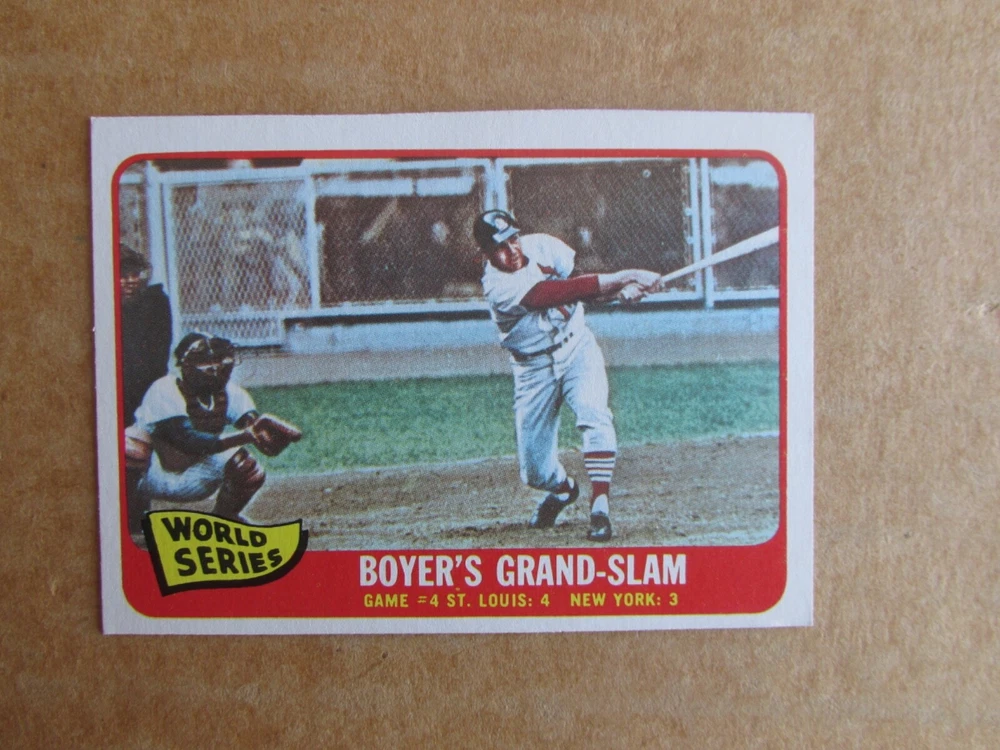 WORLD
SERIES
BOYER'S GRAND-SLAM
GAME =4 ST. LOUIS: 4 NEW YORK: 3